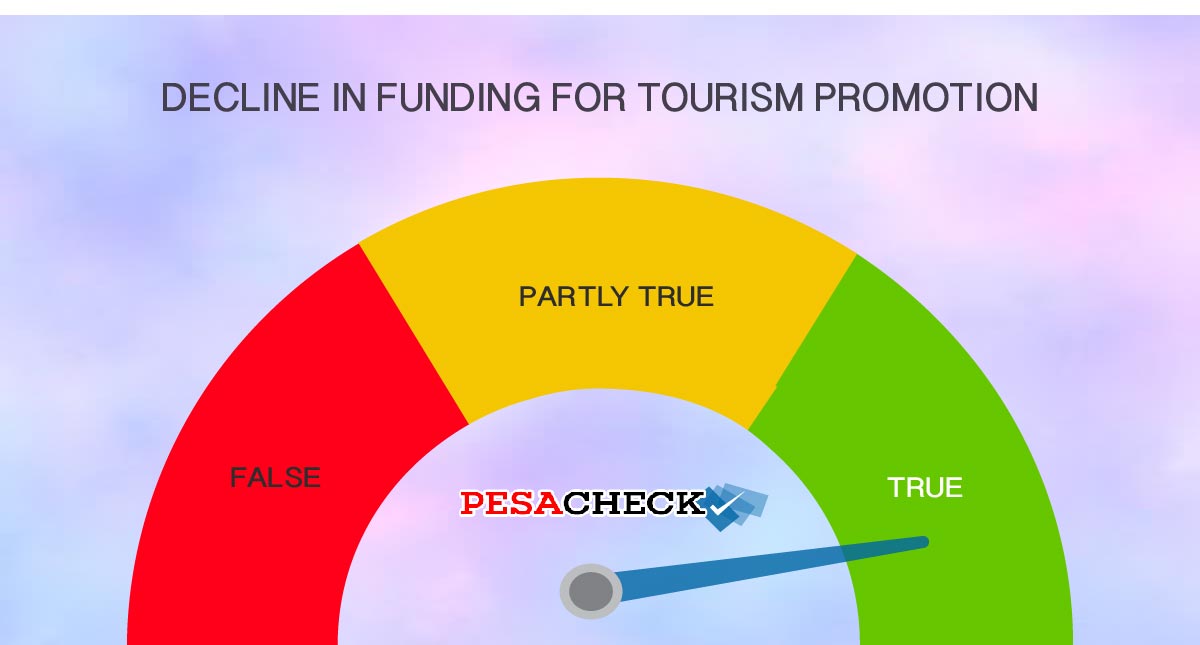 DECLINE IN FUNDING FOR TOURISM PROMOTION
PARTLY TRUE
FALSE
TRUE
PESACHECK